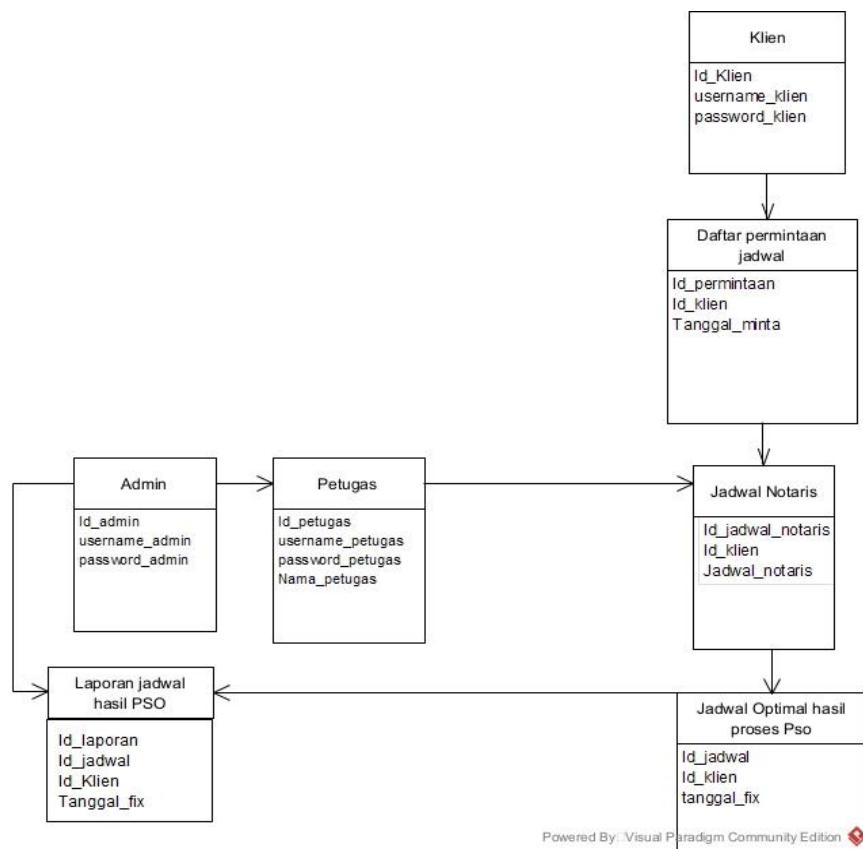 Klien
Id_Klien
username_klien
password_klien
Daftar permintaan
jadwal
Id_permintaan
Id_klien
Tanggal_minta
Admin
Id_admin
username_admin
password_admin
Petugas
Id_petugas
username_petugas
password_petugas
Nama_petugas
Jadwal Notaris
Id_jadwal_notaris
Id_klien
Jadwal_notaris
Laporan jadwal
hasil PSO
Id_laporan
Id_jadwal
Id_Klien
Tanggal_fix
Jadwal Optimal hasil
proses Pso
Id_jadwal
Id_klien
tanggal_fix
Powered By Visual Paradigm Community Edition